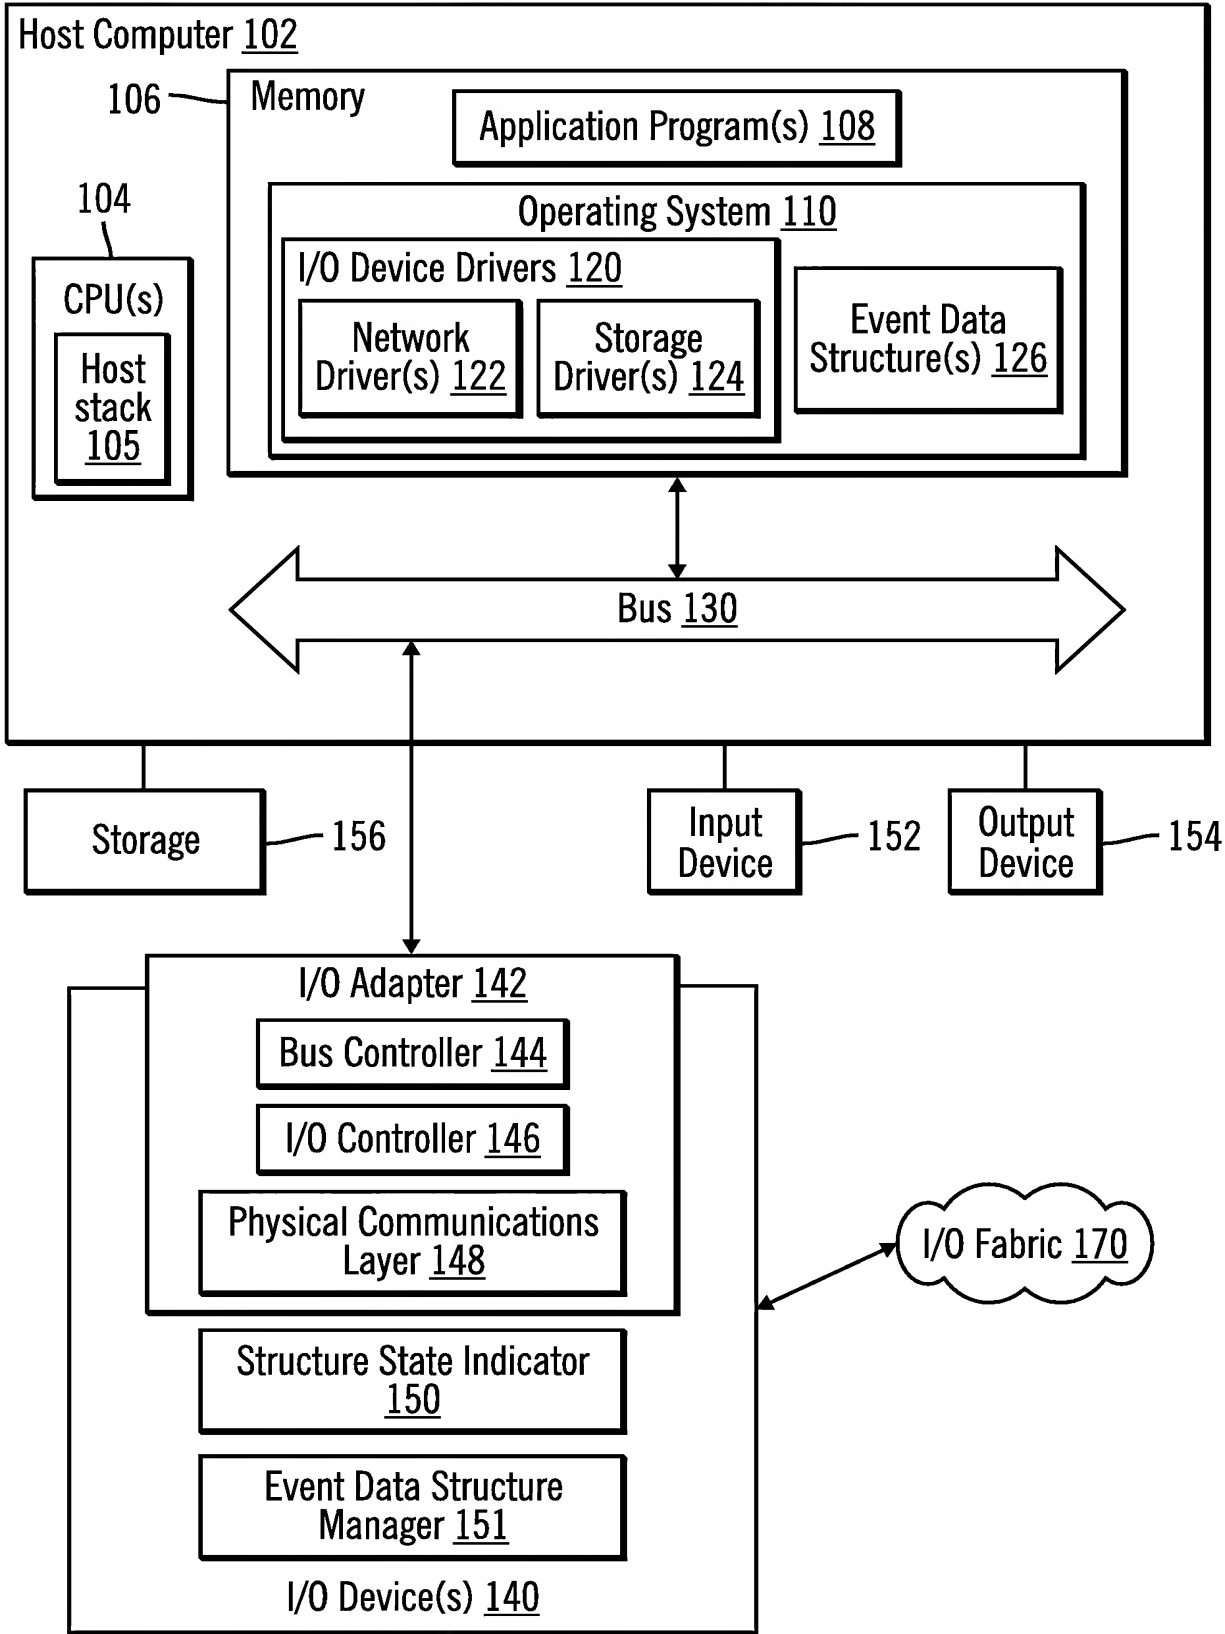 Host Computer 102
106
Memory
Application Program(s) 108
104
Operating System 110
CPU(s)
I/O Device Drivers 120
Host
stack
105
Network
Driver(s) 122
Storage
Driver(s) 124
Event Data
Structure(s) 126
Bus 130
Storage
156
Input
Device
152
Output
Device
154
I/O Adapter 142
Bus Controller 144
I/O Controller 146
Physical Communications
Layer 148
I/O Fabric 170
Structure State Indicator
150
Event Data Structure
Manager 151
I/O Device(s) 140